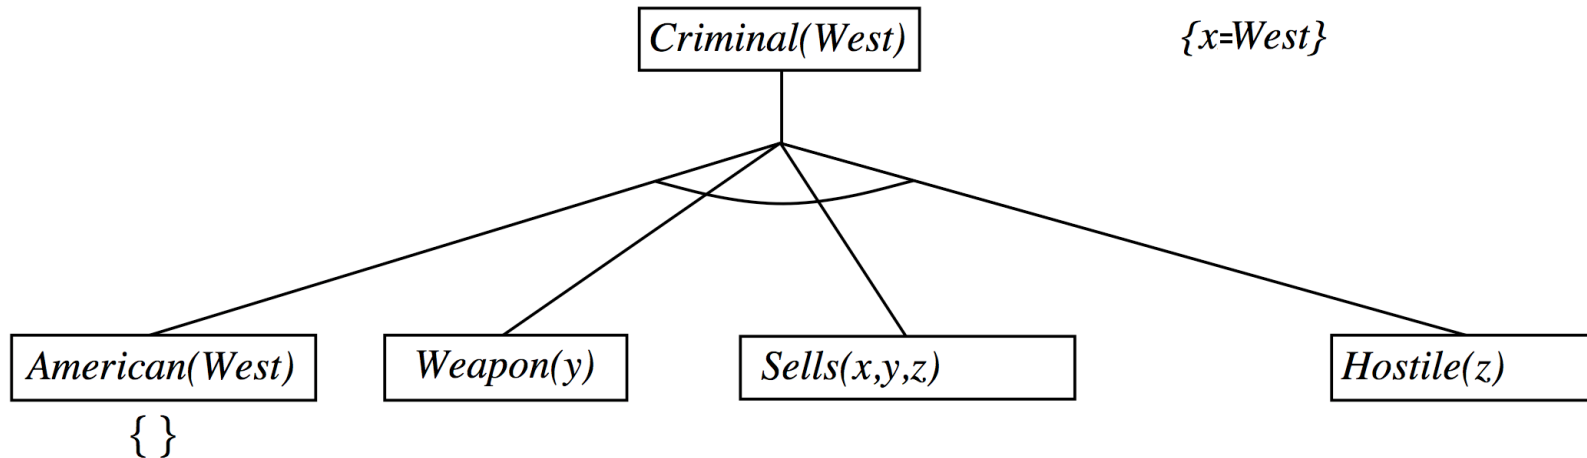 Criminal(West) {x=West}
American(West) Weapon(y) Sells(x,y,z) Hostile(z)
{ }